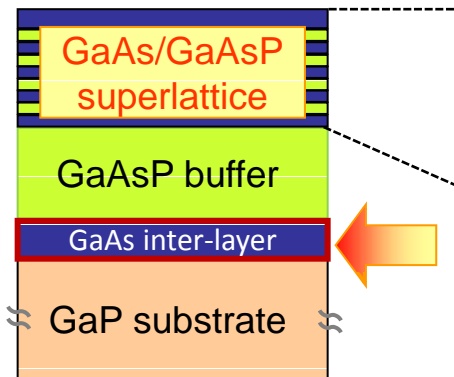 GaAs/GaAsP
superlattice
GaAsP buffer
GaAs inter-layer
GaP substrate